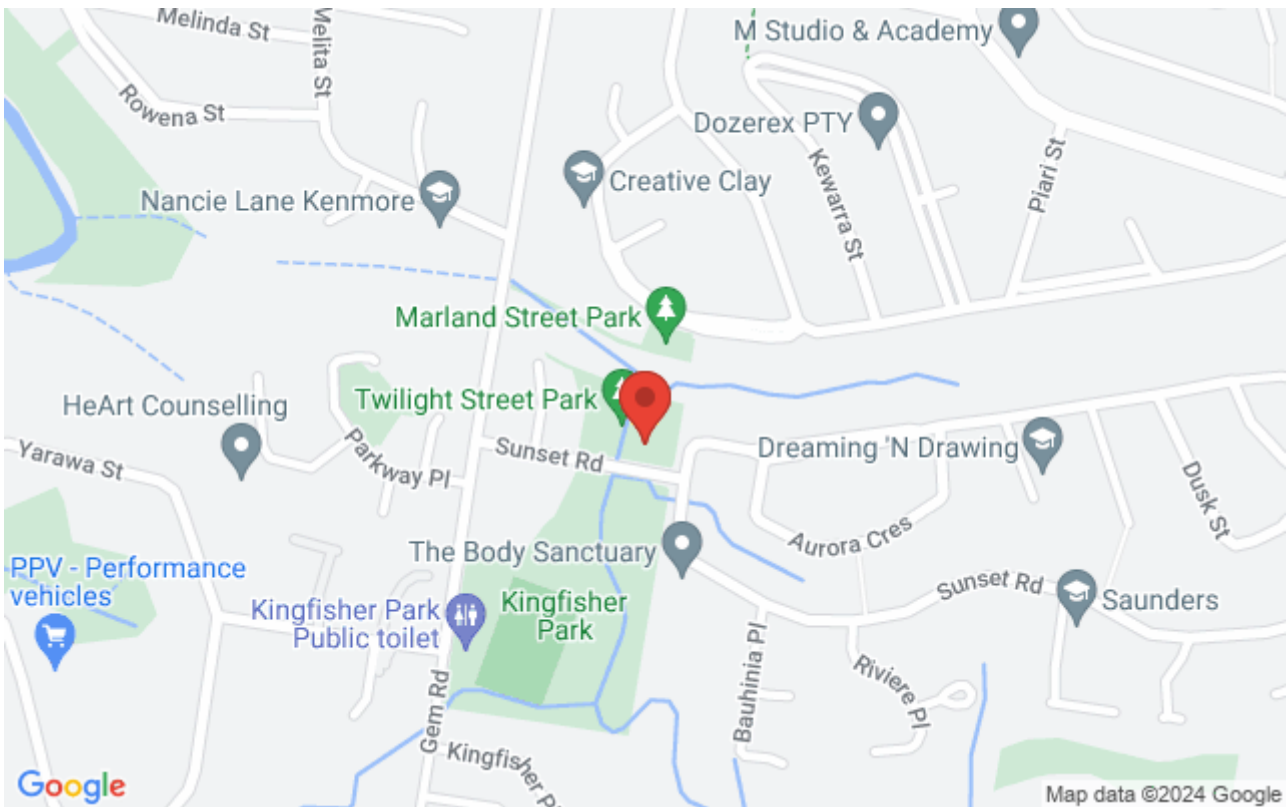 Melinda St
Melita St
M Studio & Academy
Rowena St
Dozerex PTY
Piari St
Kewarra St
Creative Clay
Nancie Lane Kenmore
Marland Street Park
Twilight Street Park
HeArt Counselling
Yarawa St
Parkway Pl
Sunset Rd
Dreaming 'N Drawing
Dusk St
Aurora Cres
The Body Sanctuary
PPV - Performance
vehicles
Kingfisher Park
Public toilet
Kingfisher
Park
Sunset Rd
Saunders
Bauhinia Pl
Riviere Pl
Gem Rd
Kingfisher Pl
Google
Map data ©2024 Google